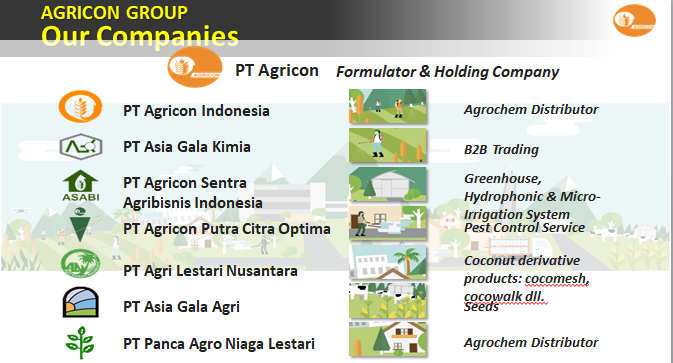 AGRICON GROUP
Our Companies
AGRICON
PT Agricon Formulator & Holding Company
PT Agricon Indonesia Agrochem Distributor
PT Asia Gala Kimia B2B Trading
ASABI
PT Agricon Sentra
Agribisnis Indonesia
Greenhouse,
Hydrophonic & Micro-
Irrigation System
PT Agricon Putra Citra Optima Pest Control Service
PT Agri Lestari Nusantara
Coconut derivative
products: cocomesh,
cocowalk dll.
PT Asia Gala Agri Seeds
PT Panca Agro Niaga Lestari Agrochem Distributor